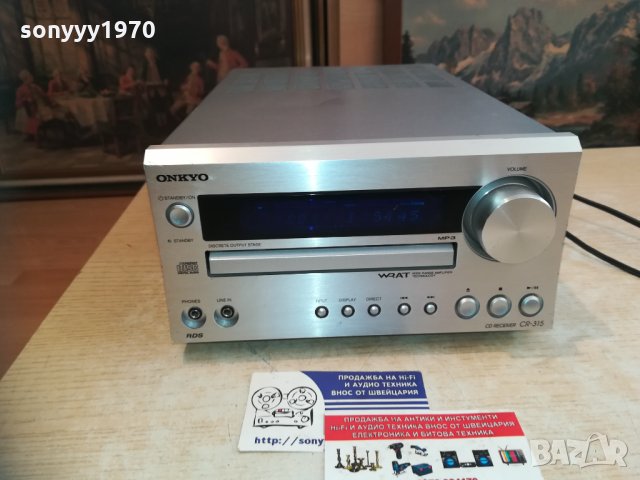 sonyyy1970
ONKYO
STANDBY/ON
STANDBY
VOLUME
MP3
DISCRETE OUTPUT STAGE
WRAT WIDE RANGE AMPLIFIER
TECHNOLOGY
PHONES
LINE IN
INPUT
DISPLAY
DIRECT
RDS
CD RECEIVER CR-315
ПРОДАЖБА НА Hi-Fi
И АУДИО ТЕХНИКА
ВНОС ОТ ШВЕЙЦАРИЯ
http://sony
ПРОДАЖБА НА АНТИКИ И ИНСТУМЕНТИ
Hi-Fi И АУДИО ТЕХНИКА ВНОС ОТ ШВЕЙЦАРИЯ
ЕЛЕКТРОНИКА И БИТОВА ТЕХНИКА
BAZAR